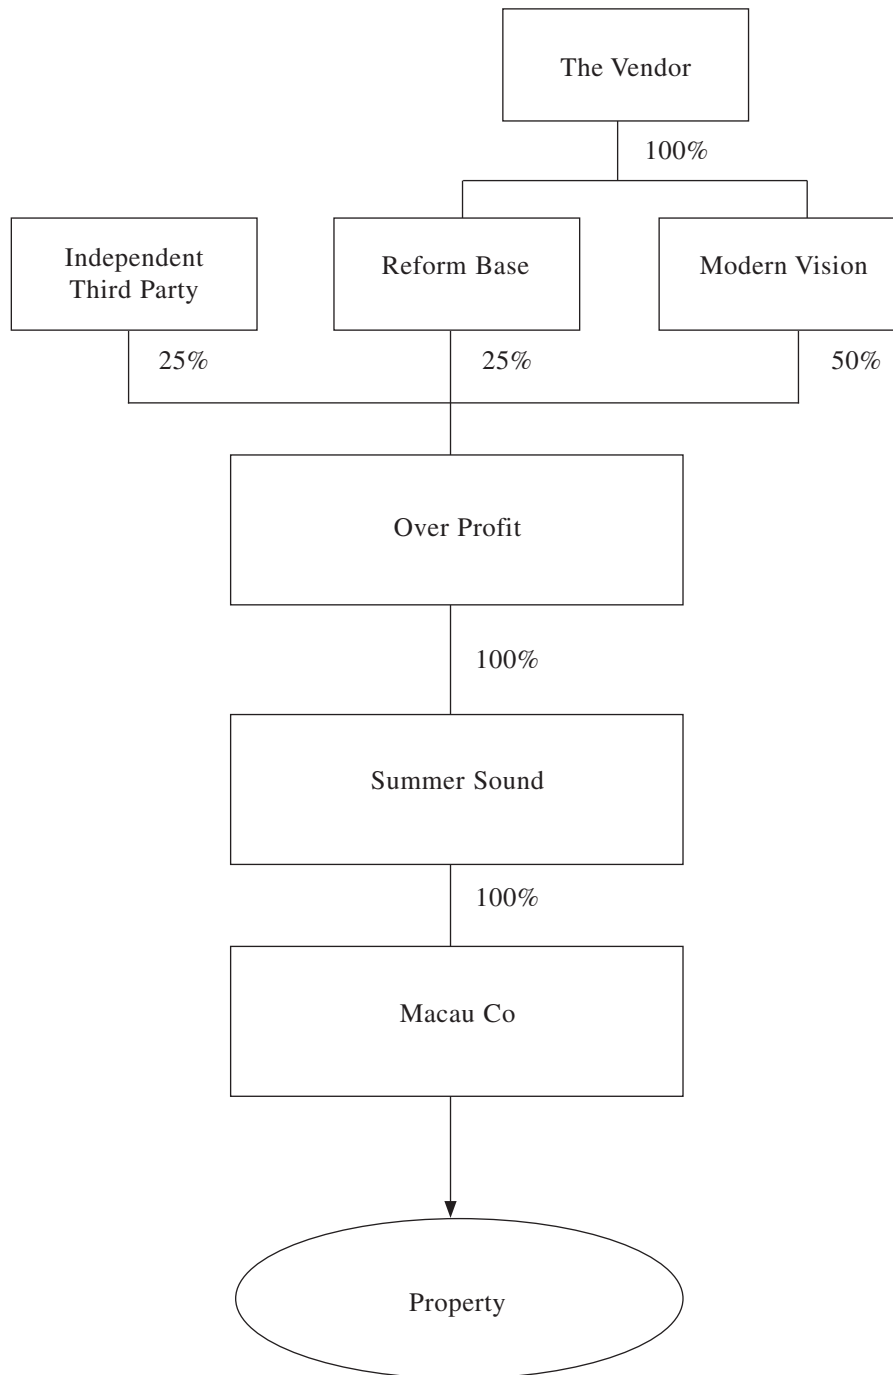 The Vendor
100%
Independent
Third Party
Reform Base
Modern Vision
25%
25%
50%
Over Profit
100%
Summer Sound
100%
Macau Co
Property